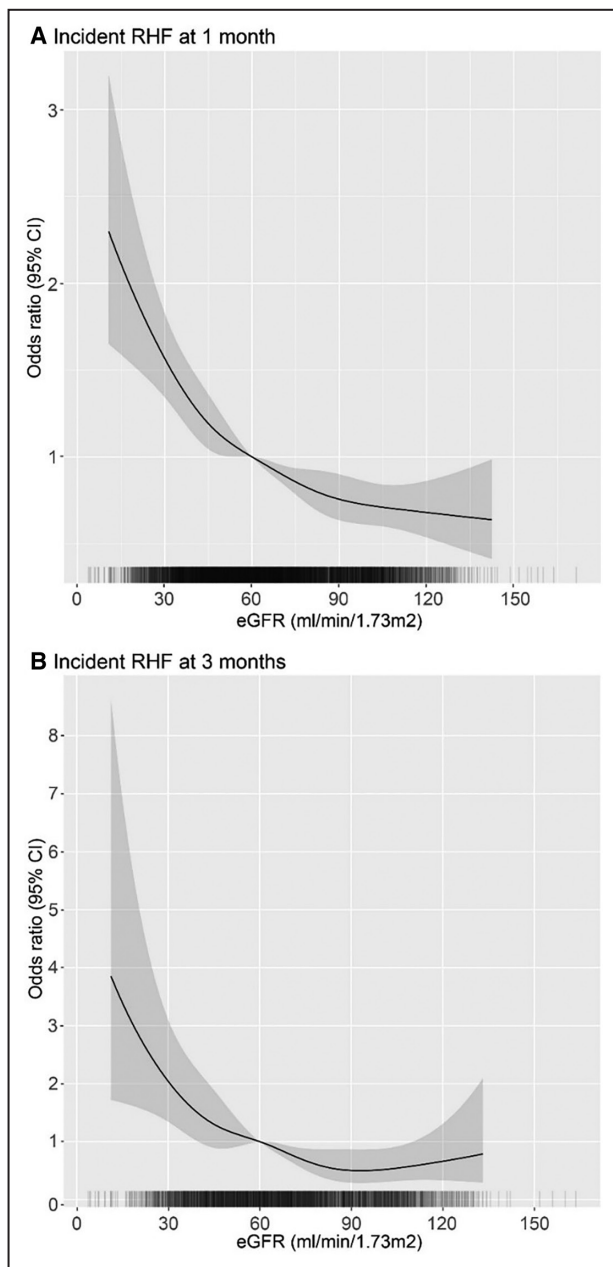 A Incident RHF at 1 month
3
2
1
Odds ratio (95% CI)
0 30 60 90 120 150
eGFR (ml/min/1.73m2)
B Incident RHF at 3 months
8
7
6
5
4
3
2
1
0
Odds ratio (95% CI)
0 30 60 90 120 150
eGFR (ml/min/1.73m2)